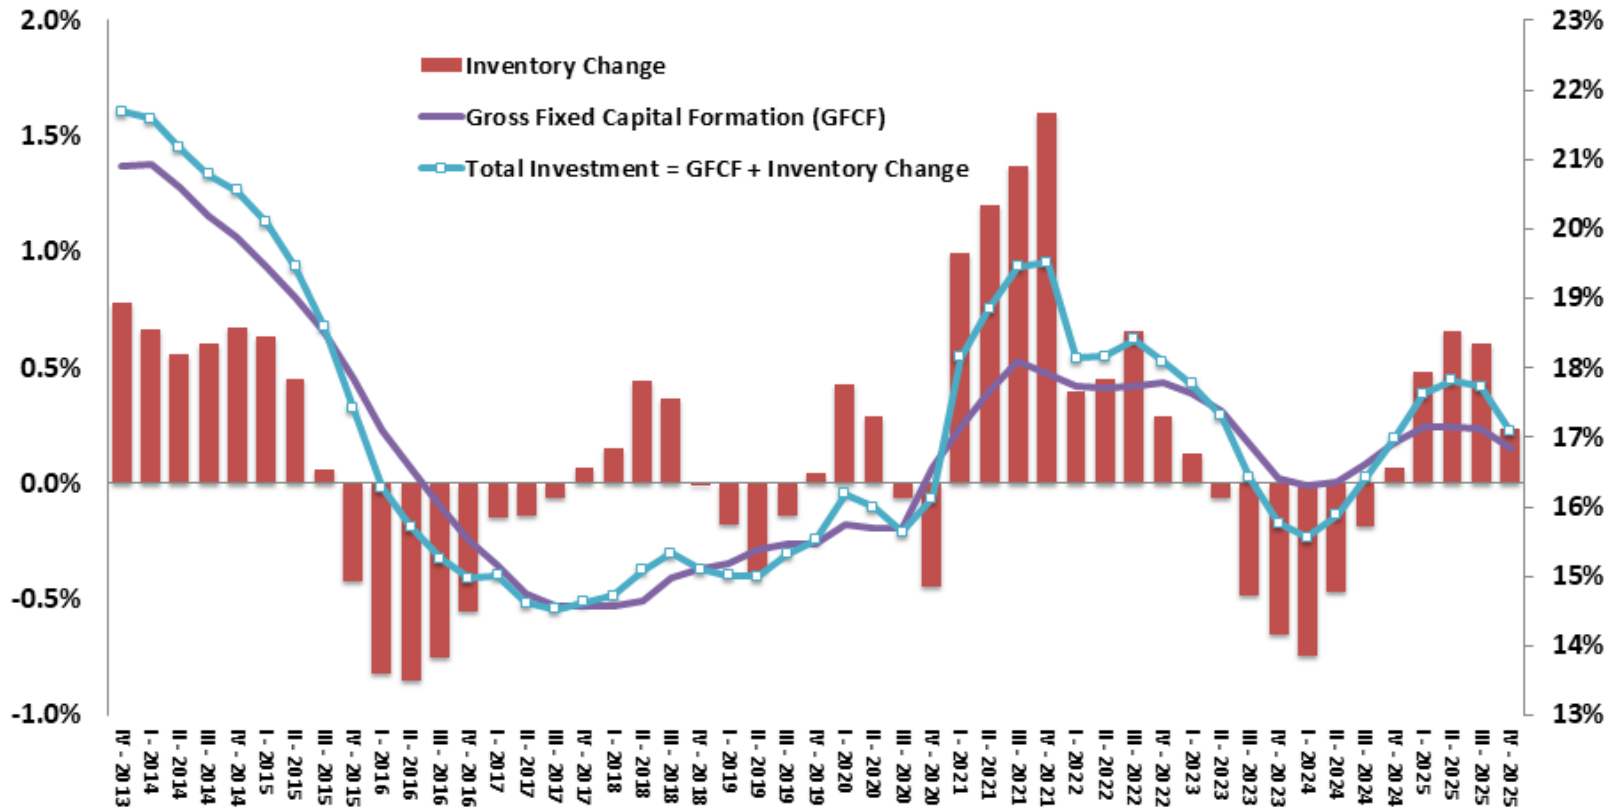 2.0%
1.5%
1.0%
0.5%
0.0%
-0.5%
-1.0%
Inventory Change
Gross Fixed Capital Formation (GFCF)
Total Investment = GFCF + Inventory Change
23%
22%
21%
20%
19%
18%
17%
16%
15%
14%
13%
IV - 2013
I - 2014
II - 2014
III - 2014
IV - 2014
I - 2015
II - 2015
III - 2015
IV - 2015
I - 2016
II - 2016
III - 2016
IV - 2016
I - 2017
II - 2017
III - 2017
IV - 2017
I - 2018
II - 2018
III - 2018
IV - 2018
I - 2019
II - 2019
III - 2019
IV - 2019
I - 2020
II - 2020
III - 2020
IV - 2020
I - 2021
II - 2021
III - 2021
IV - 2021
I - 2022
II - 2022
III - 2022
IV - 2022
I - 2023
II - 2023
III - 2023
IV - 2023
I - 2024
II - 2024
III - 2024
IV - 2024
I - 2025
II - 2025
III - 2025
IV - 2025